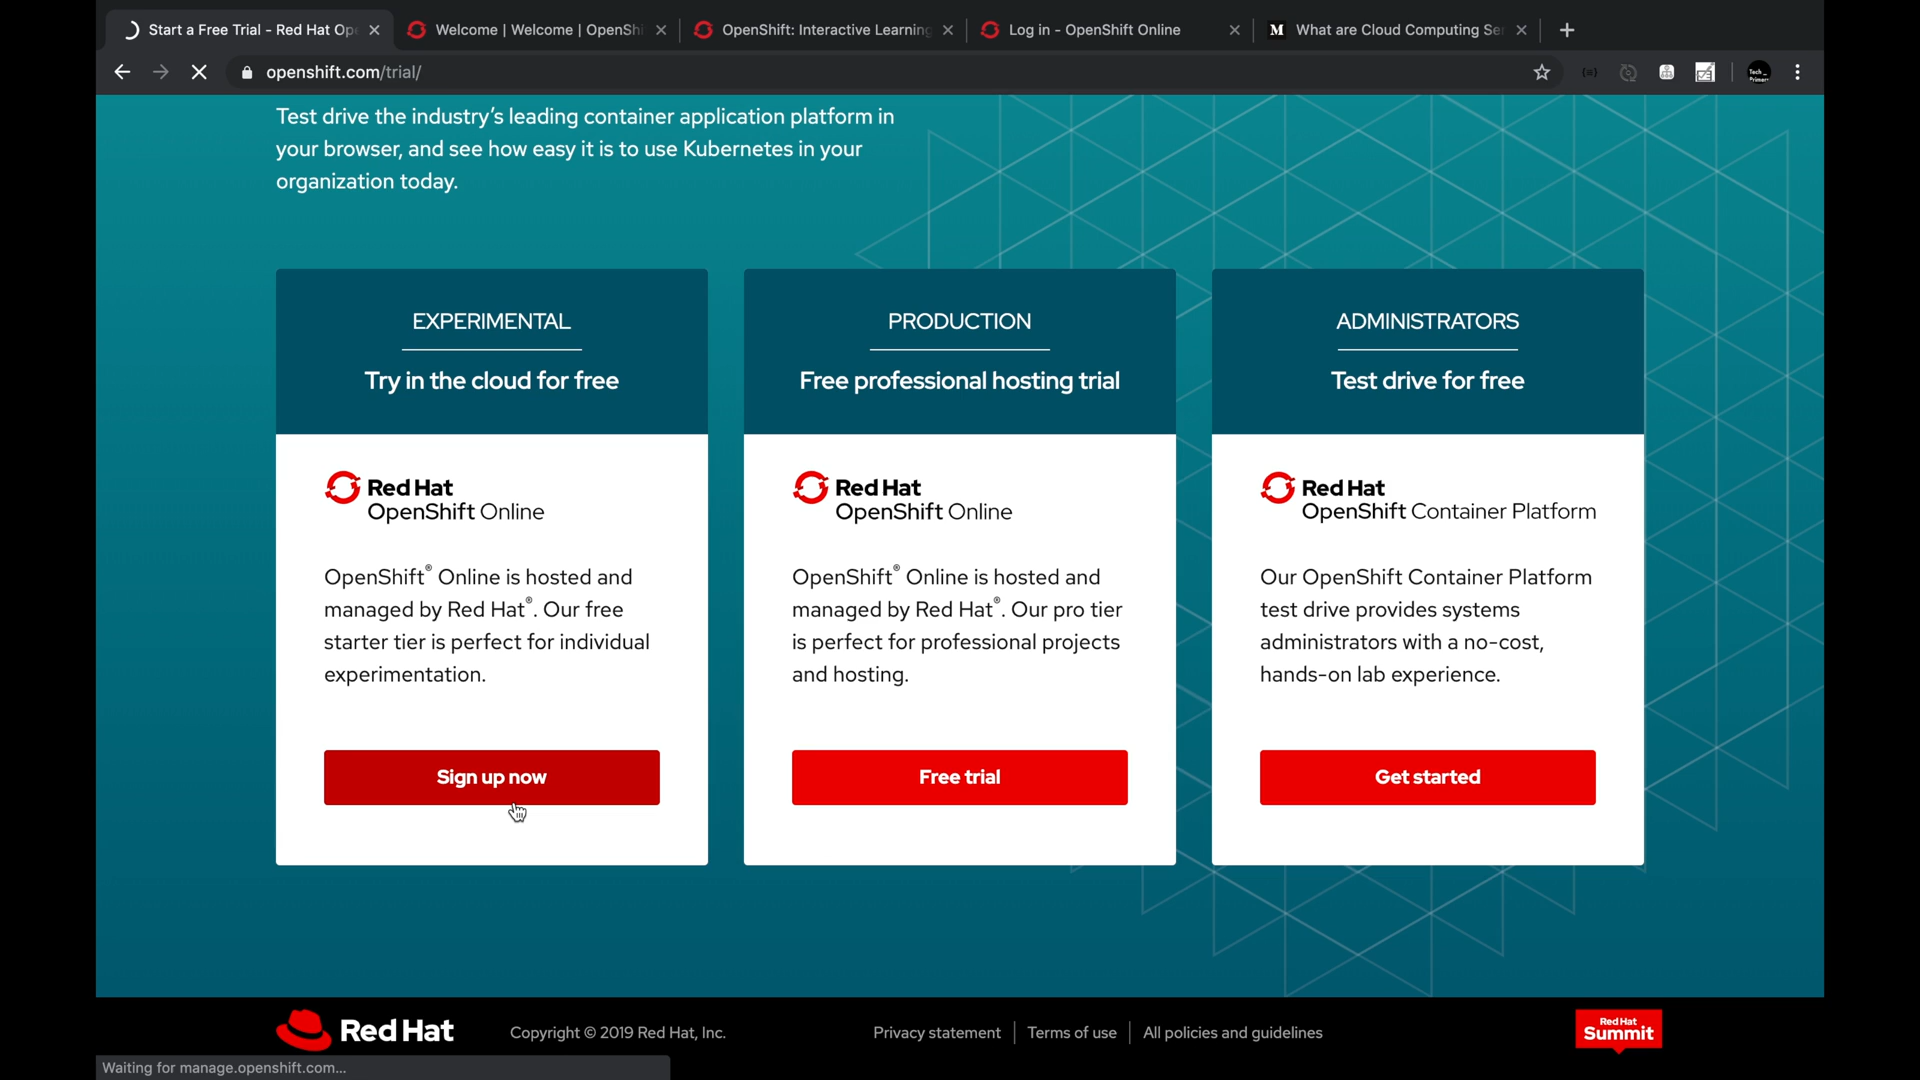 Start a Free Trial - Red Hat Op
Welcome | Welcome | OpenShi
OpenShift: Interactive Learning
Log in - OpenShift Online
M What are Cloud Computing Ser
openshift.com/trial/
Test drive the industry's leading container application platform in
your browser, and see how easy it is to use Kubernetes in your
organization today.
EXPERIMENTAL
Try in the cloud for free
Red Hat
OpenShift Online
OpenShift® Online is hosted and
managed by Red Hat®. Our free
starter tier is perfect for individual
experimentation.
Sign up now
PRODUCTION
Free professional hosting trial
Red Hat
OpenShift Online
OpenShift® Online is hosted and
managed by Red Hat®. Our pro tier
is perfect for professional projects
and hosting.
Free trial
ADMINISTRATORS
Test drive for free
Red Hat
OpenShift Container Platform
Our OpenShift Container Platform
test drive provides systems
administrators with a no-cost,
hands-on lab experience.
Get started
Red Hat
Copyright © 2019 Red Hat, Inc.
Privacy statement
Terms of use
All policies and guidelines
Red Hat
Summit
Waiting for manage.openshift.com...